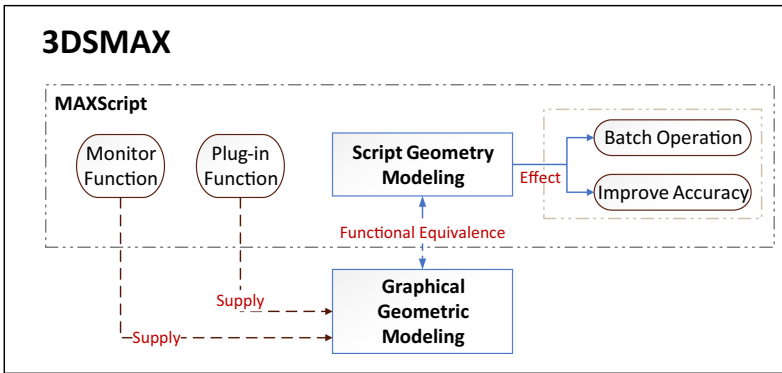 3DSMAX
MAXScript
Monitor
Function
Plug-in
Function
Script Geometry
Modeling
Effect
Batch Operation
Improve Accuracy
Functional Equivalence
Supply
Supply
Graphical
Geometric
Modeling